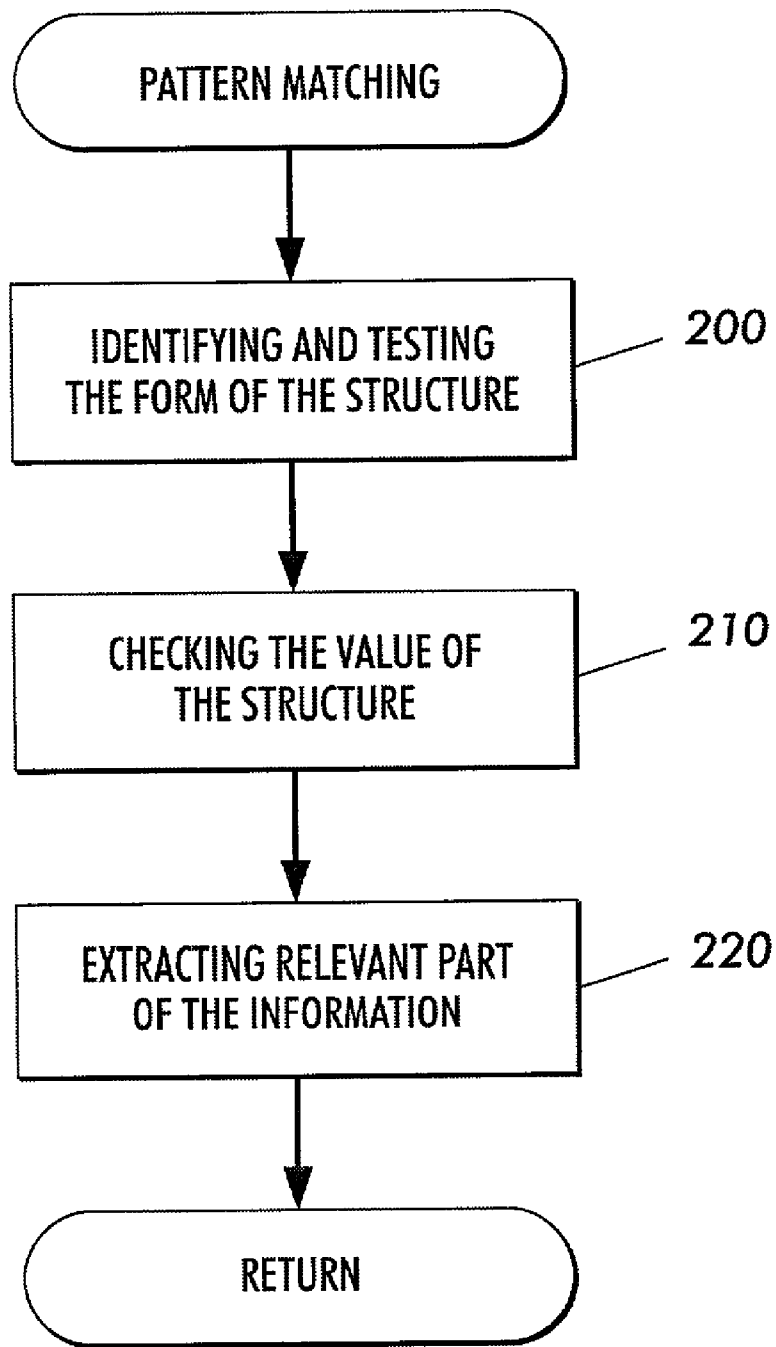 PATTERN MATCHING
IDENTIFYING AND TESTING
THE FORM OF THE STRUCTURE
200
CHECKING THE VALUE OF
THE STRUCTURE
210
EXTRACTING RELEVANT PART
OF THE INFORMATION
220
RETURN